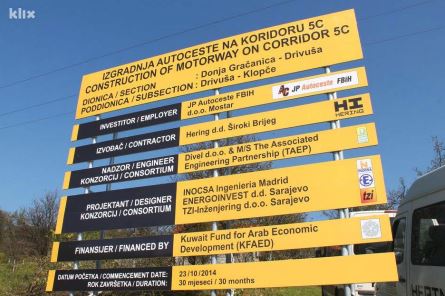 klix
IZGRADNJA AUTOCESTE NA KORIDORU 5C
CONSTRUCTION OF MOTORWAY ON CORRIDOR 5C
DIONICA / SECTION : Donja Gračanica - Drivuša
PODDIONICA / SUBSECTION : Drivuša - Klopče
INVESTITOR / EMPLOYER
JP Autoceste FBIH
d.o.o. Mostar
AC JP Autoceste FBiH
IZVOĐAČ / CONTRACTOR
Hering d.d. Široki Brijeg
HERING
NADZOR / ENGINEER
KONZORCIJ / CONSORTIUM
Divel d.o.o. & M/S The Associated
Engineering Partnership (TAEP)
PROJEKTANT / DESIGNER
KONZORCIJ / CONSORTIUM
INOCSA Ingenieria Madrid
ENERGOINVEST d.d. Sarajevo
TZI-Inženjering d.o.o. Sarajevo
tzi
FINANSUER / FINANCED BY
Kuwait Fund for Arab Economic
Development (KFAED)
DATUM POČETKA / COMMENCEMENT DATE
ROK ZAVRŠETKA / DURATION:
23/10/2014
30 mjeseci / 30 months
HERING